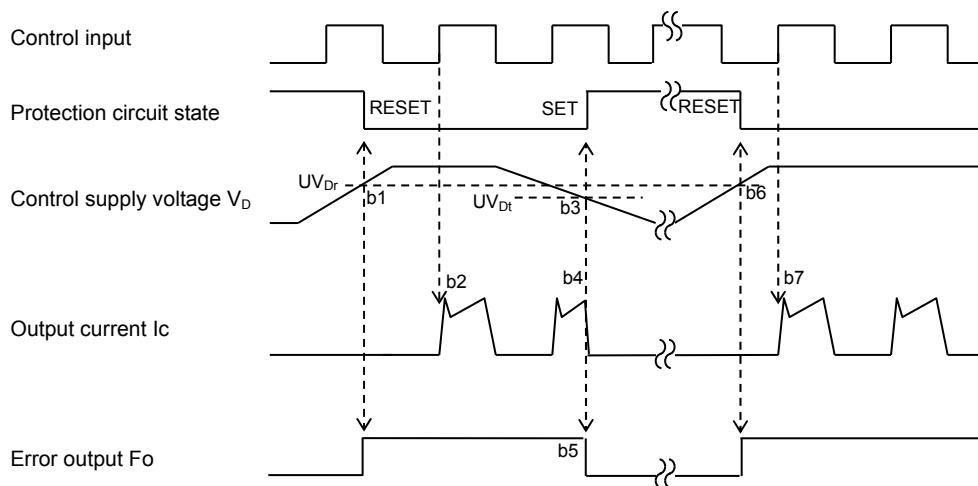 Control input
Protection circuit state
RESET
SET
RESET
Control supply voltage VD
UVDr
b1
UVDt
b3
b6
Output current Ic
b2
b4
b7
Error output Fo
b5